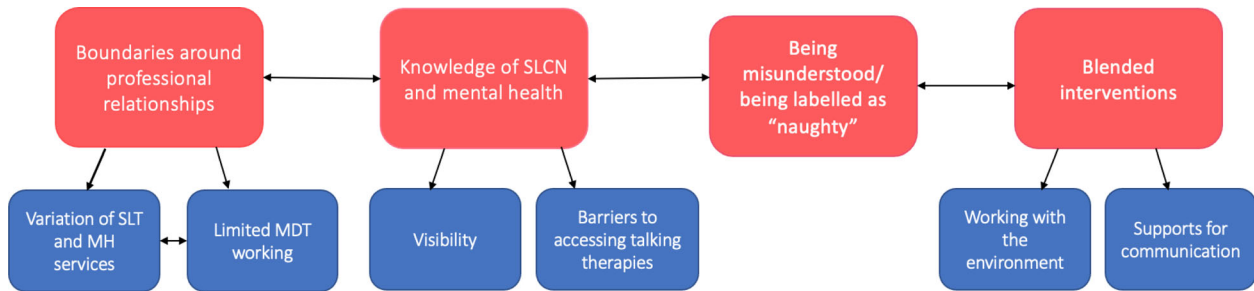 Boundaries around
professional
relationships
Knowledge of SLCN
and mental health
Being
misunderstood/
being labelled as
“naughty”
Blended
interventions
Variation of SLT
and MH
services
Limited MDT
working
Visibility
Barriers to
accessing talking
therapies
Working with
the
environment
Supports for
communication